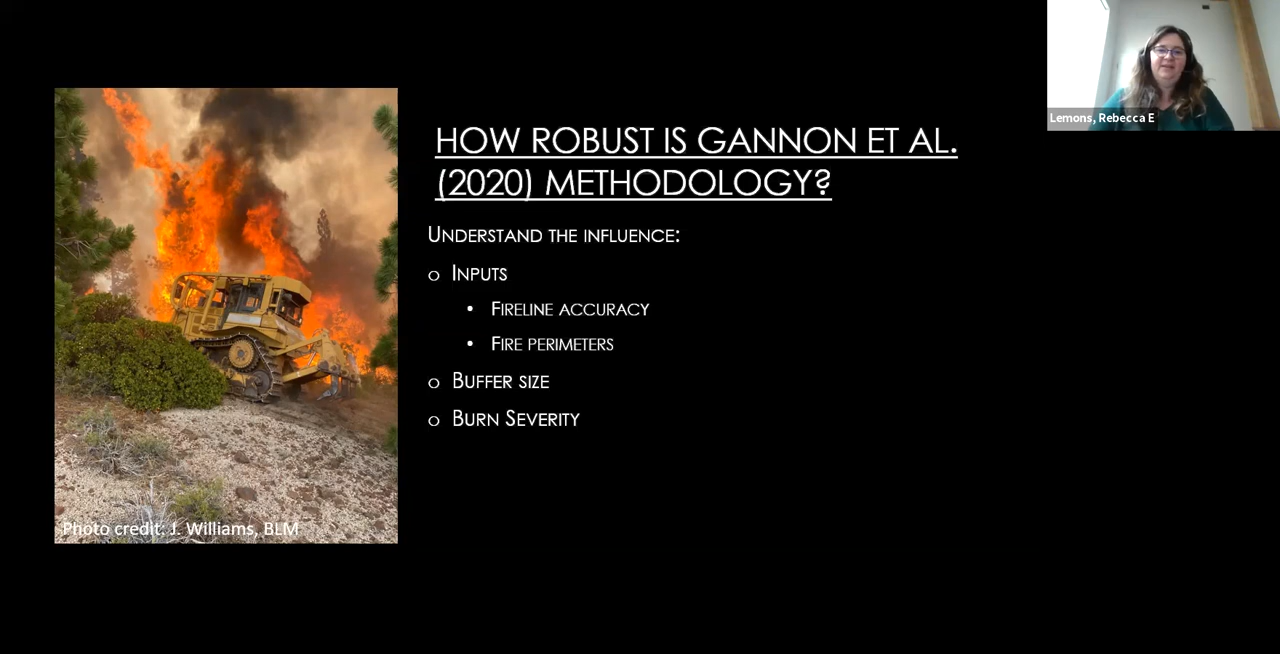 HOW ROBUST IS GANNON ET AL.
(2020) METHODOLOGY?
UNDERSTAND THE INFLUENCE:
o INPUTS
• FIRELINE ACCURACY
• FIRE PERIMETERS
o BUFFER SIZE
o BURN SEVERITY
Photo credit: J. Williams, BLM
Lemons, Rebecca E